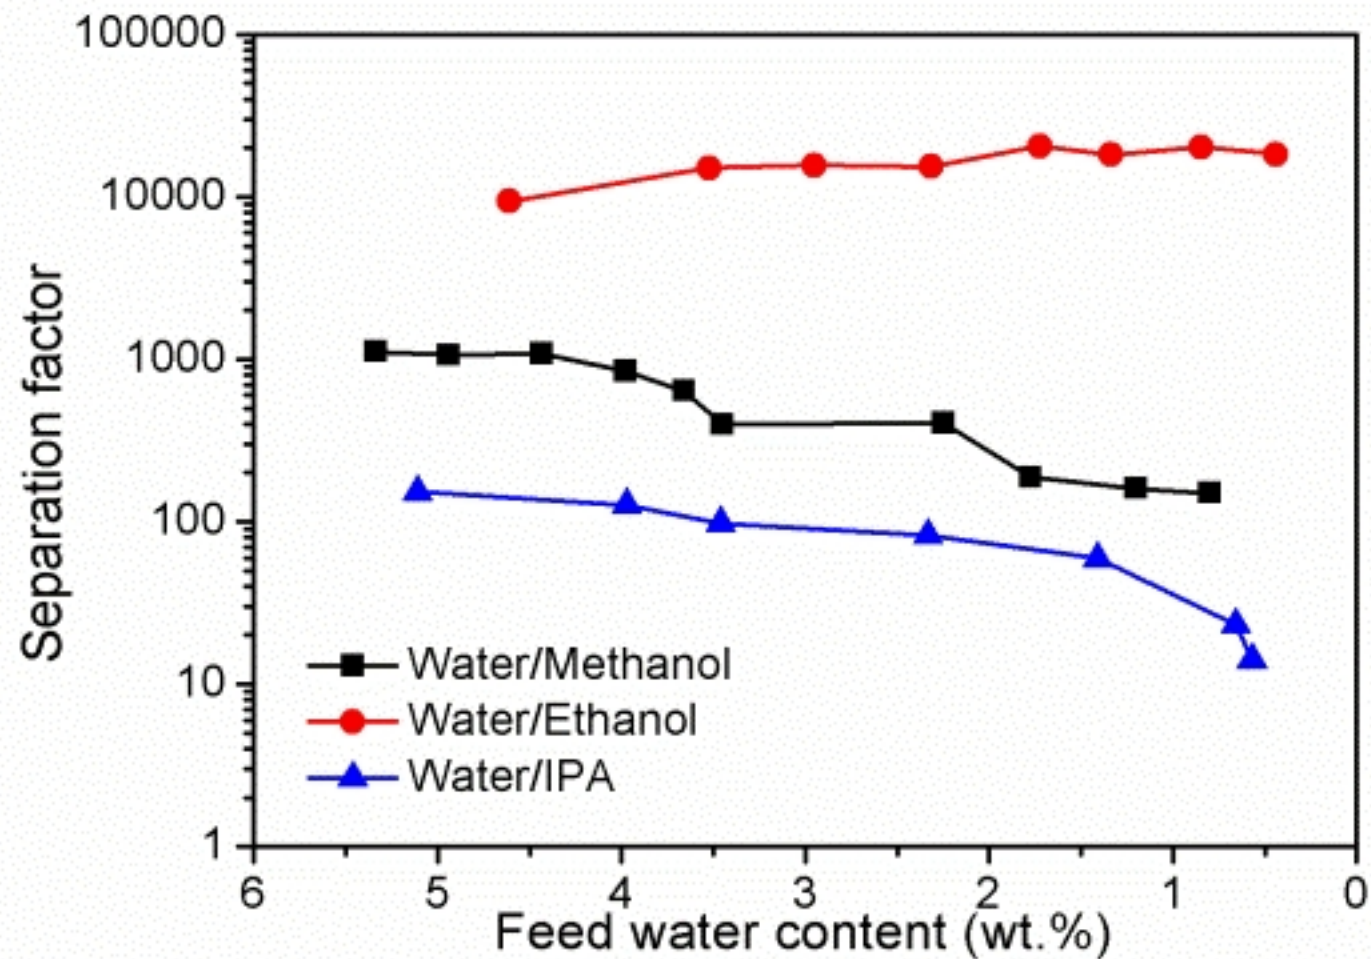 100000
10000
1000
100
10
1
Separation factor
Water/Methanol
Water/Ethanol
Water/IPA
6 5 4 3 2 1 0
Feed water content (wt.%)